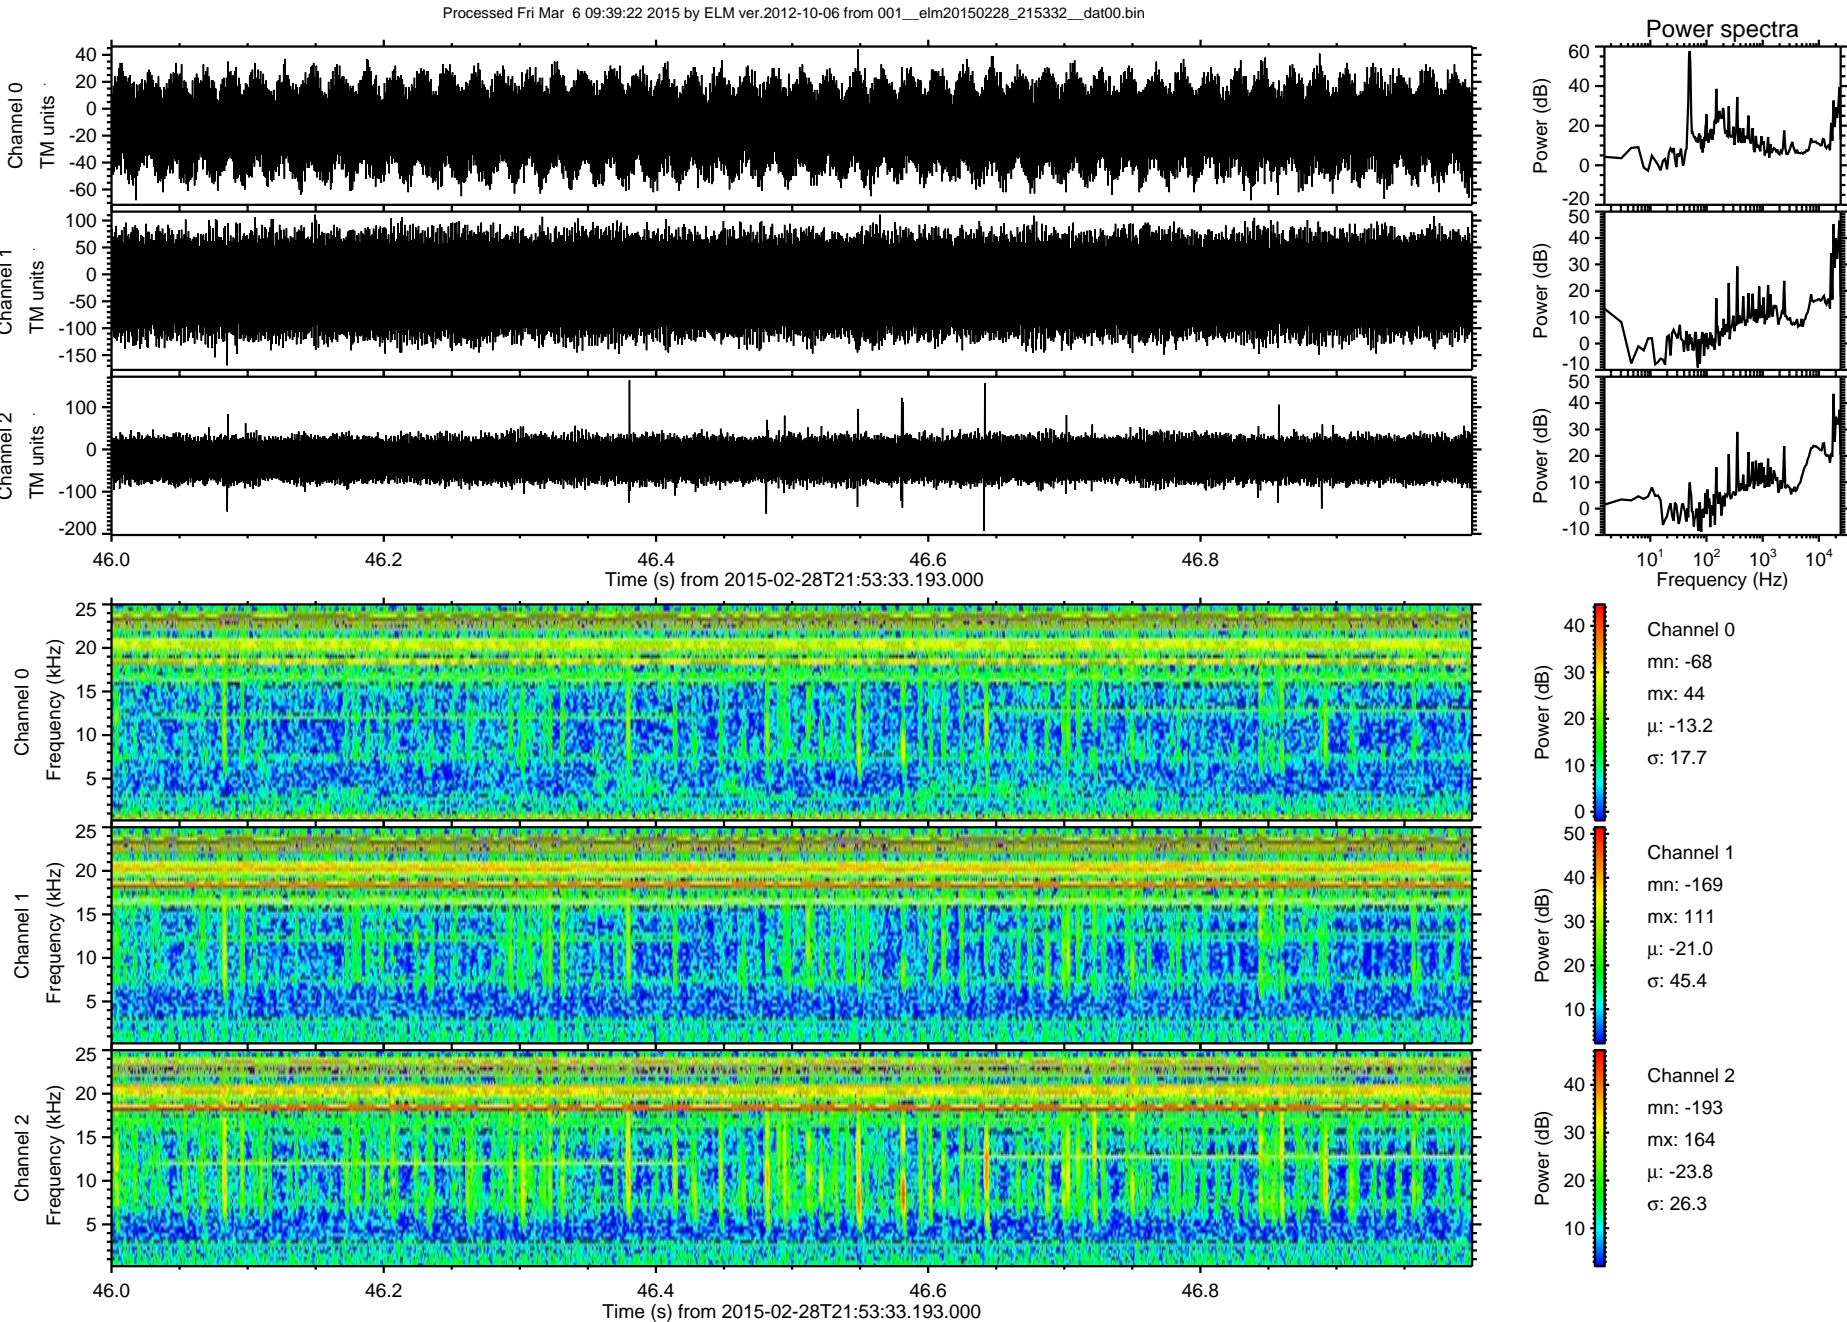 Processed Fri Mar  6 09:39:22 2015 by ELM ver.2012-10-06 from 001__elm20150228_215332__dat00.bin
Power spectra
Channel 0
TM units
40
20
0
-20
-40
-60
Power (dB)
60
40
20
0
-20
Channel 1
TM units
100
50
0
-50
-100
-150
Power (dB)
50
40
30
20
10
0
-10
Channel 2
TM units
100
0
-100
-200
Power (dB)
50
40
30
20
10
0
-10
46.0 46.2 46.4 46.6 46.8
Time (s) from 2015-02-28T21:53:33.193.000
10^1 10^2 10^3 10^4
Frequency (Hz)
Channel 0
Frequency (kHz)
25
20
15
10
5
Power (dB)
40
30
20
10
0
Channel 0
mn: -68
mx: 44
μ: -13.2
σ: 17.7
Channel 1
Frequency (kHz)
25
20
15
10
5
Power (dB)
50
40
30
20
10
Channel 1
mn: -169
mx: 111
μ: -21.0
σ: 45.4
Channel 2
Frequency (kHz)
25
20
15
10
5
Power (dB)
40
30
20
10
Channel 2
mn: -193
mx: 164
μ: -23.8
σ: 26.3
46.0 46.2 46.4 46.6 46.8
Time (s) from 2015-02-28T21:53:33.193.000